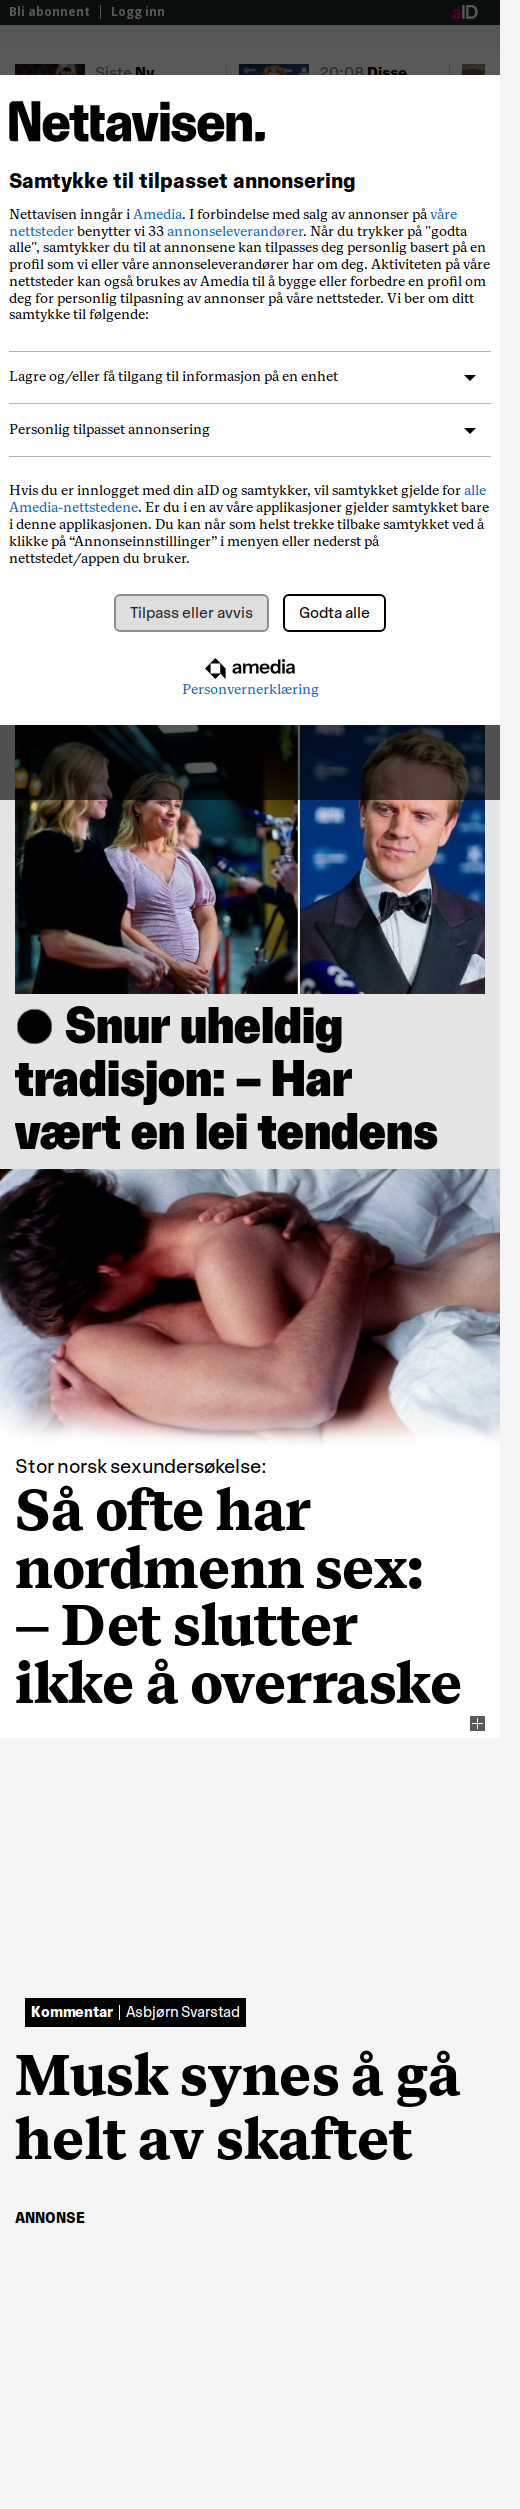 Bli abonnent | Logg inn
aID
Siste Ny
20:08 Disse
Nettavisen.
Samtykke til tilpasset annonsering
Nettavisen inngår i Amedia. I forbindelse med salg av annonser på våre
nettsteder benytter vi 33 annonseleverandører. Når du trykker på "godta
alle", samtykker du til at annonsene kan tilpasses deg personlig basert på en
profil som vi eller våre annonseleverandører har om deg. Aktiviteten på våre
nettsteder kan også brukes av Amedia til å bygge eller forbedre en profil om
deg for personlig tilpasning av annonser på våre nettsteder. Vi ber om ditt
samtykke til følgende:
Lagre og/eller få tilgang til informasjon på en enhet
Personlig tilpasset annonsering
Hvis du er innlogget med din aID og samtykker, vil samtykket gjelde for alle
Amedia-nettstedene. Er du i en av våre applikasjoner gjelder samtykket bare
i denne applikasjonen. Du kan når som helst trekke tilbake samtykket ved å
klikke på “Annonseinnstillinger” i menyen eller nederst på
nettstedet/appen du bruker.
Tilpass eller avvis
Godta alle
amedia
Personvernerklæring
Snur uheldig
tradisjon: – Har
vært en lei tendens
Stor norsk sexundersøkelse:
Så ofte har
nordmenn sex:
– Det slutter
ikke å overraske
Kommentar | Asbjørn Svarstad
Musk synes å gå
helt av skaftet
ANNONSE